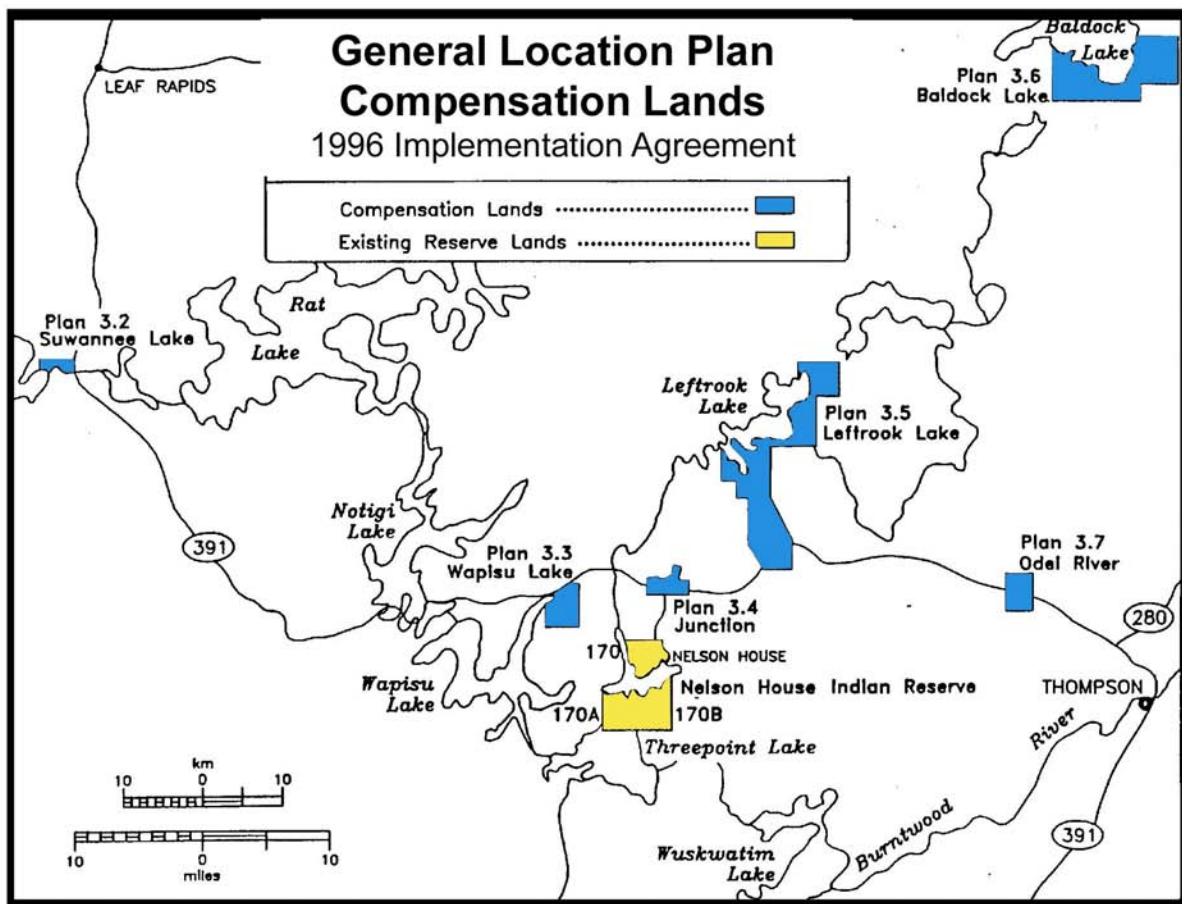 General Location Plan
Compensation Lands
1996 Implementation Agreement
Compensation Lands
Existing Reserve Lands
LEAF RAPIDS
Baldock
Lake
Plan 3.6
Baldock Lake
Plan 3.2
Suwannee Lake
Rat
Lake
Leftrook
Lake
Plan 3.5
Leftrook Lake
Notigi
Lake
391
Plan 3.3
Wapisu Lake
Plan 3.7
Odei River
Plan 3.4
Junction
280
170
NELSON HOUSE
Wapisu
Lake
Nelson House Indian Reserve
THOMPSON
170A
170B
River
Threepoint Lake
km
10 0 10
10 0 10
miles
Burntwood
391
Wuskwatim
Lake